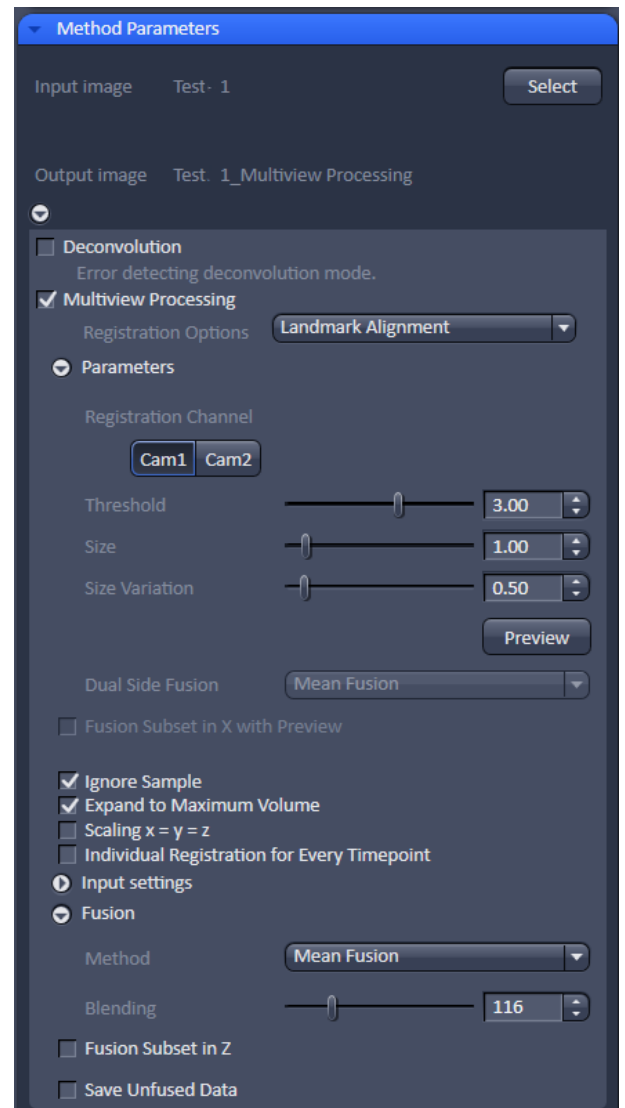 Method Parameters
Input image Test- 1 Select
Output image Test. 1_Multiview Processing
Deconvolution
Error detecting deconvolution mode.
Multiview Processing
Registration Options Landmark Alignment
Parameters
Registration Channel
Cam1 Cam2
Threshold 3.00
Size 1.00
Size Variation 0.50
Preview
Dual Side Fusion Mean Fusion
Fusion Subset in X with Preview
Ignore Sample
Expand to Maximum Volume
Scaling x = y = z
Individual Registration for Every Timepoint
Input settings
Fusion
Method Mean Fusion
Blending 116
Fusion Subset in Z
Save Unfused Data